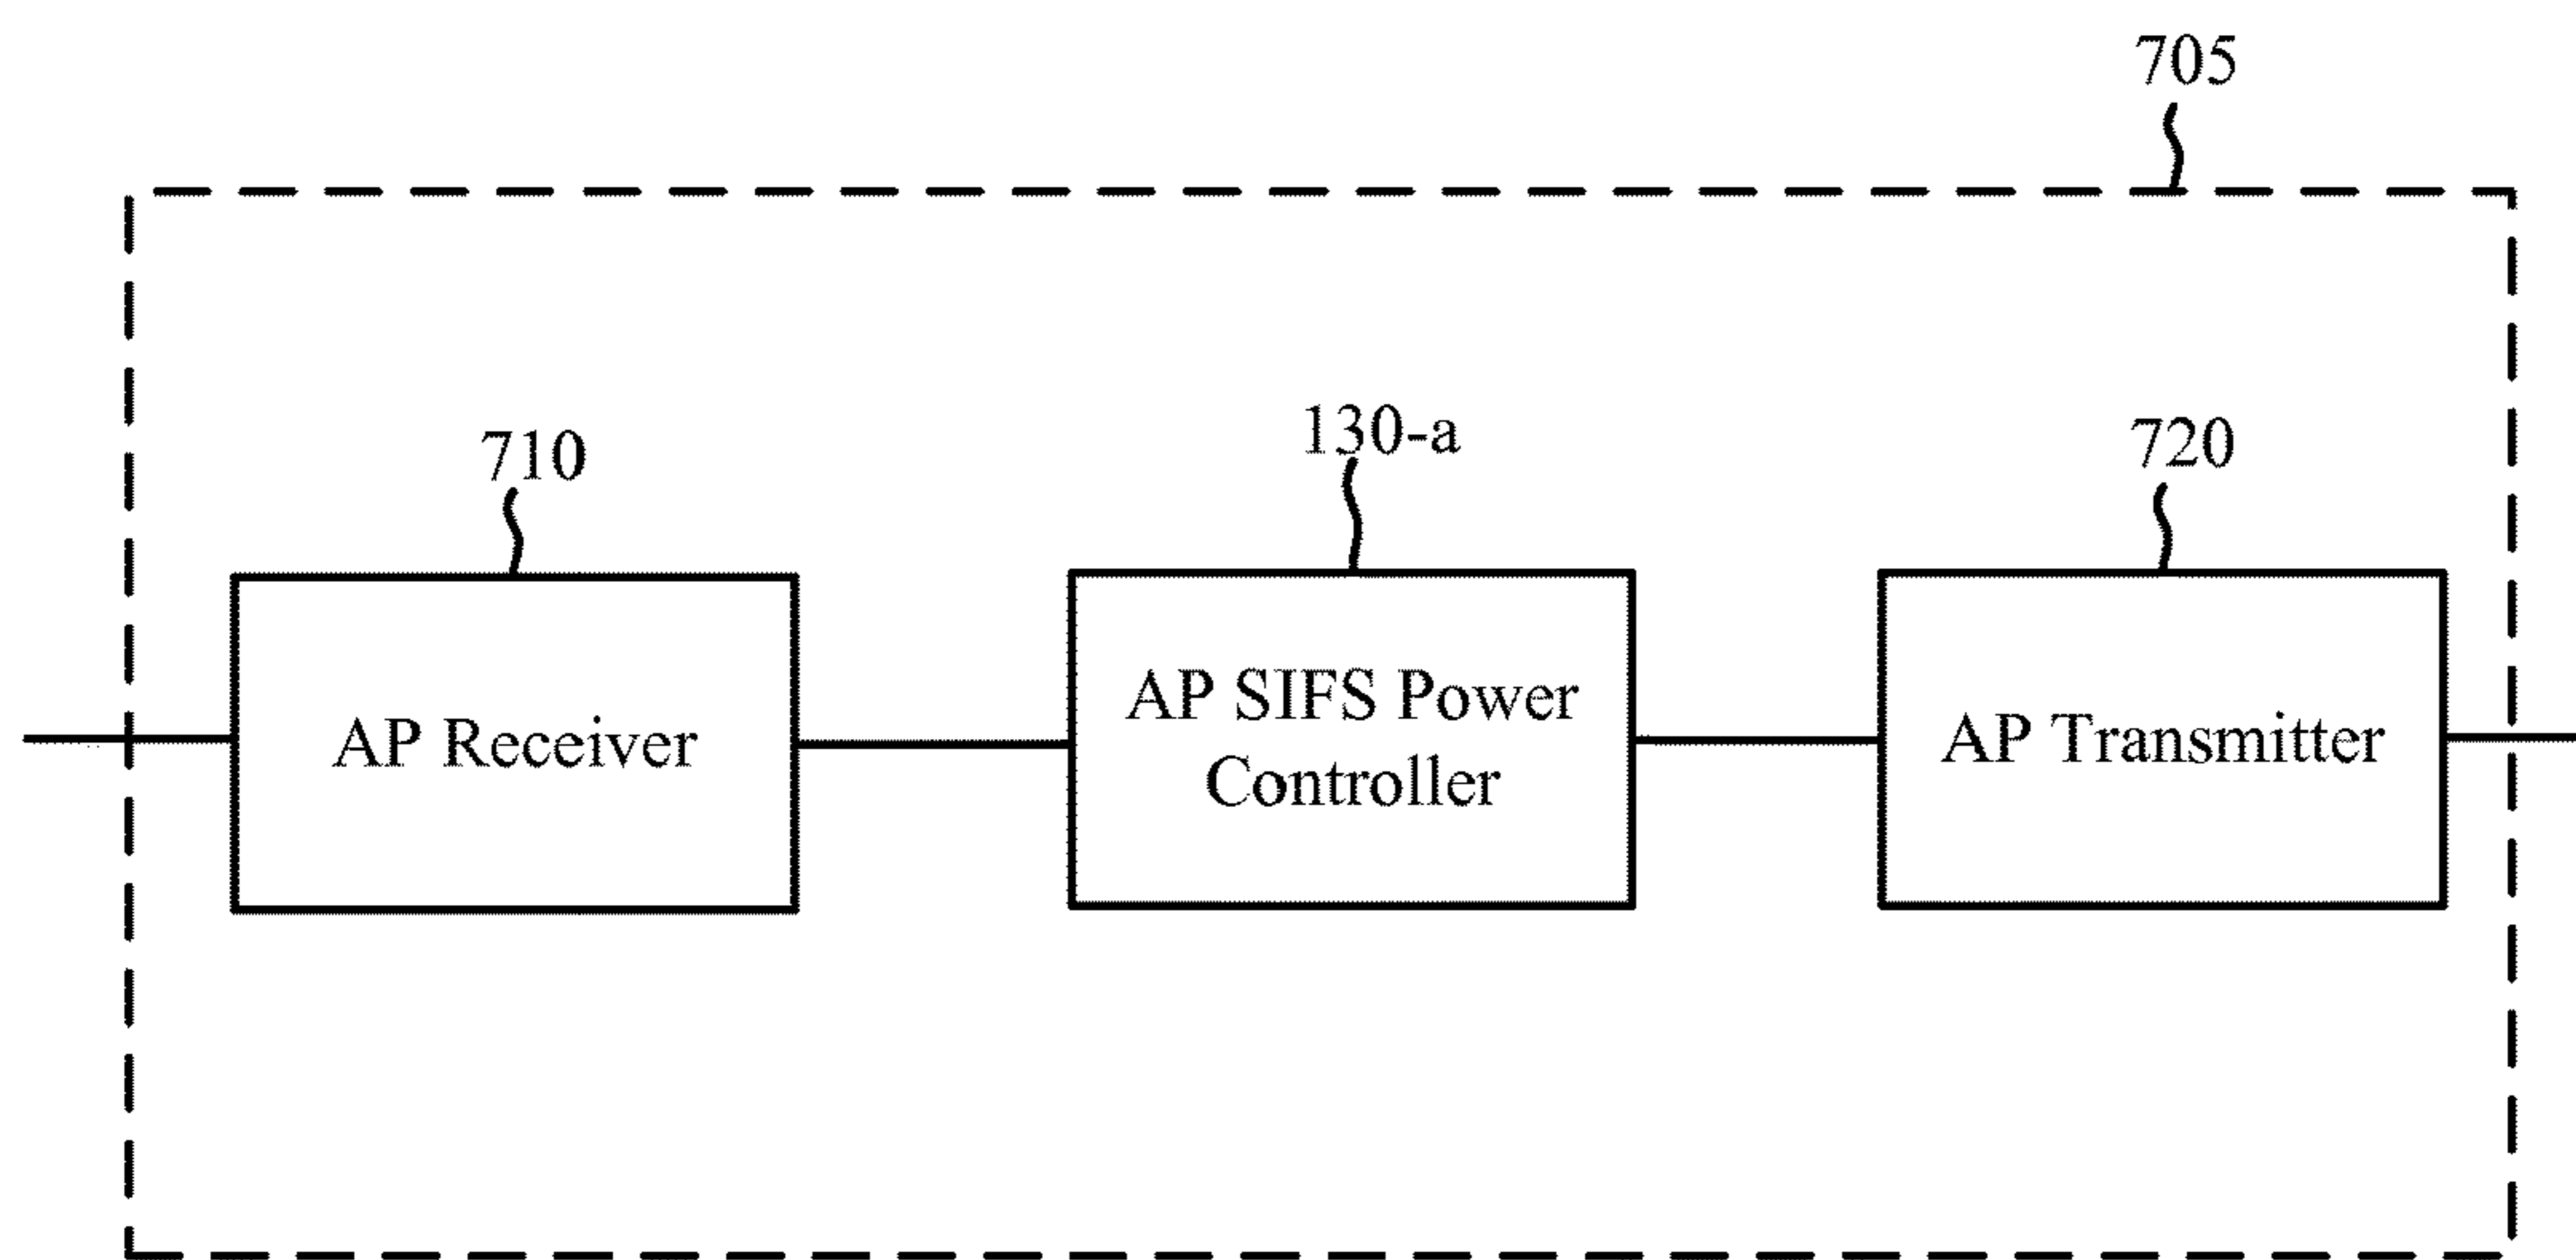 705
710
130-a
720
AP Receiver
AP SIFS Power
Controller
AP Transmitter